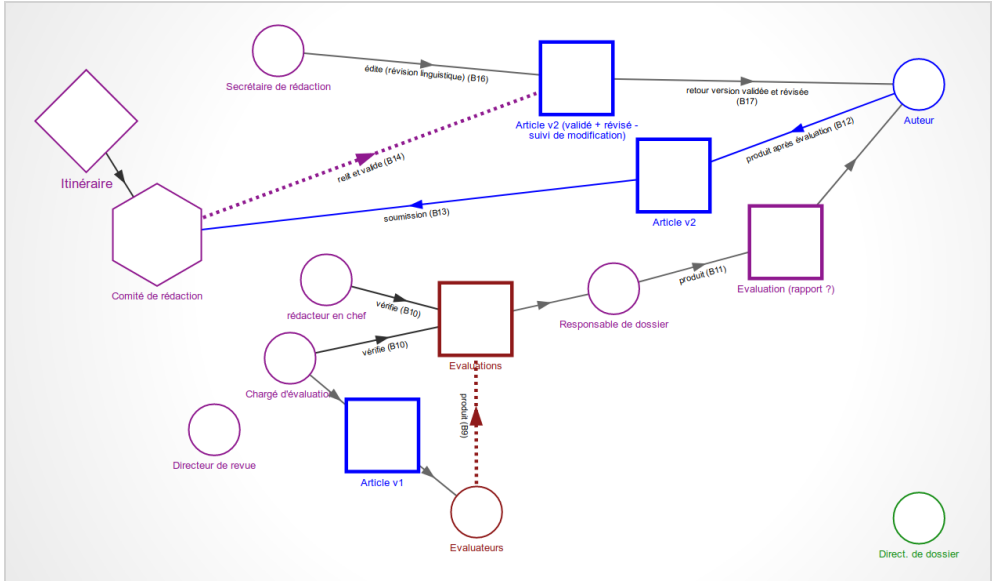 Secrétaire de rédaction
édite (révision linguistique) (B16)
retour version validée et révisée
(B17)
Auteur
Article v2 (validé + révisé -
suivi de modification)
produit après évaluation (B12)
Itinéraire
relit et valide (B14)
soumission (B13)
Article v2
Comité de rédaction
produit (B11)
Evaluation (rapport ?)
vérifie (B10)
rédacteur en chef
Responsable de dossier
vérifie (B10)
Evaluations
Chargé d'évaluation
produit (B9)
Directeur de revue
Article v1
Evaluateurs
Direct. de dossier